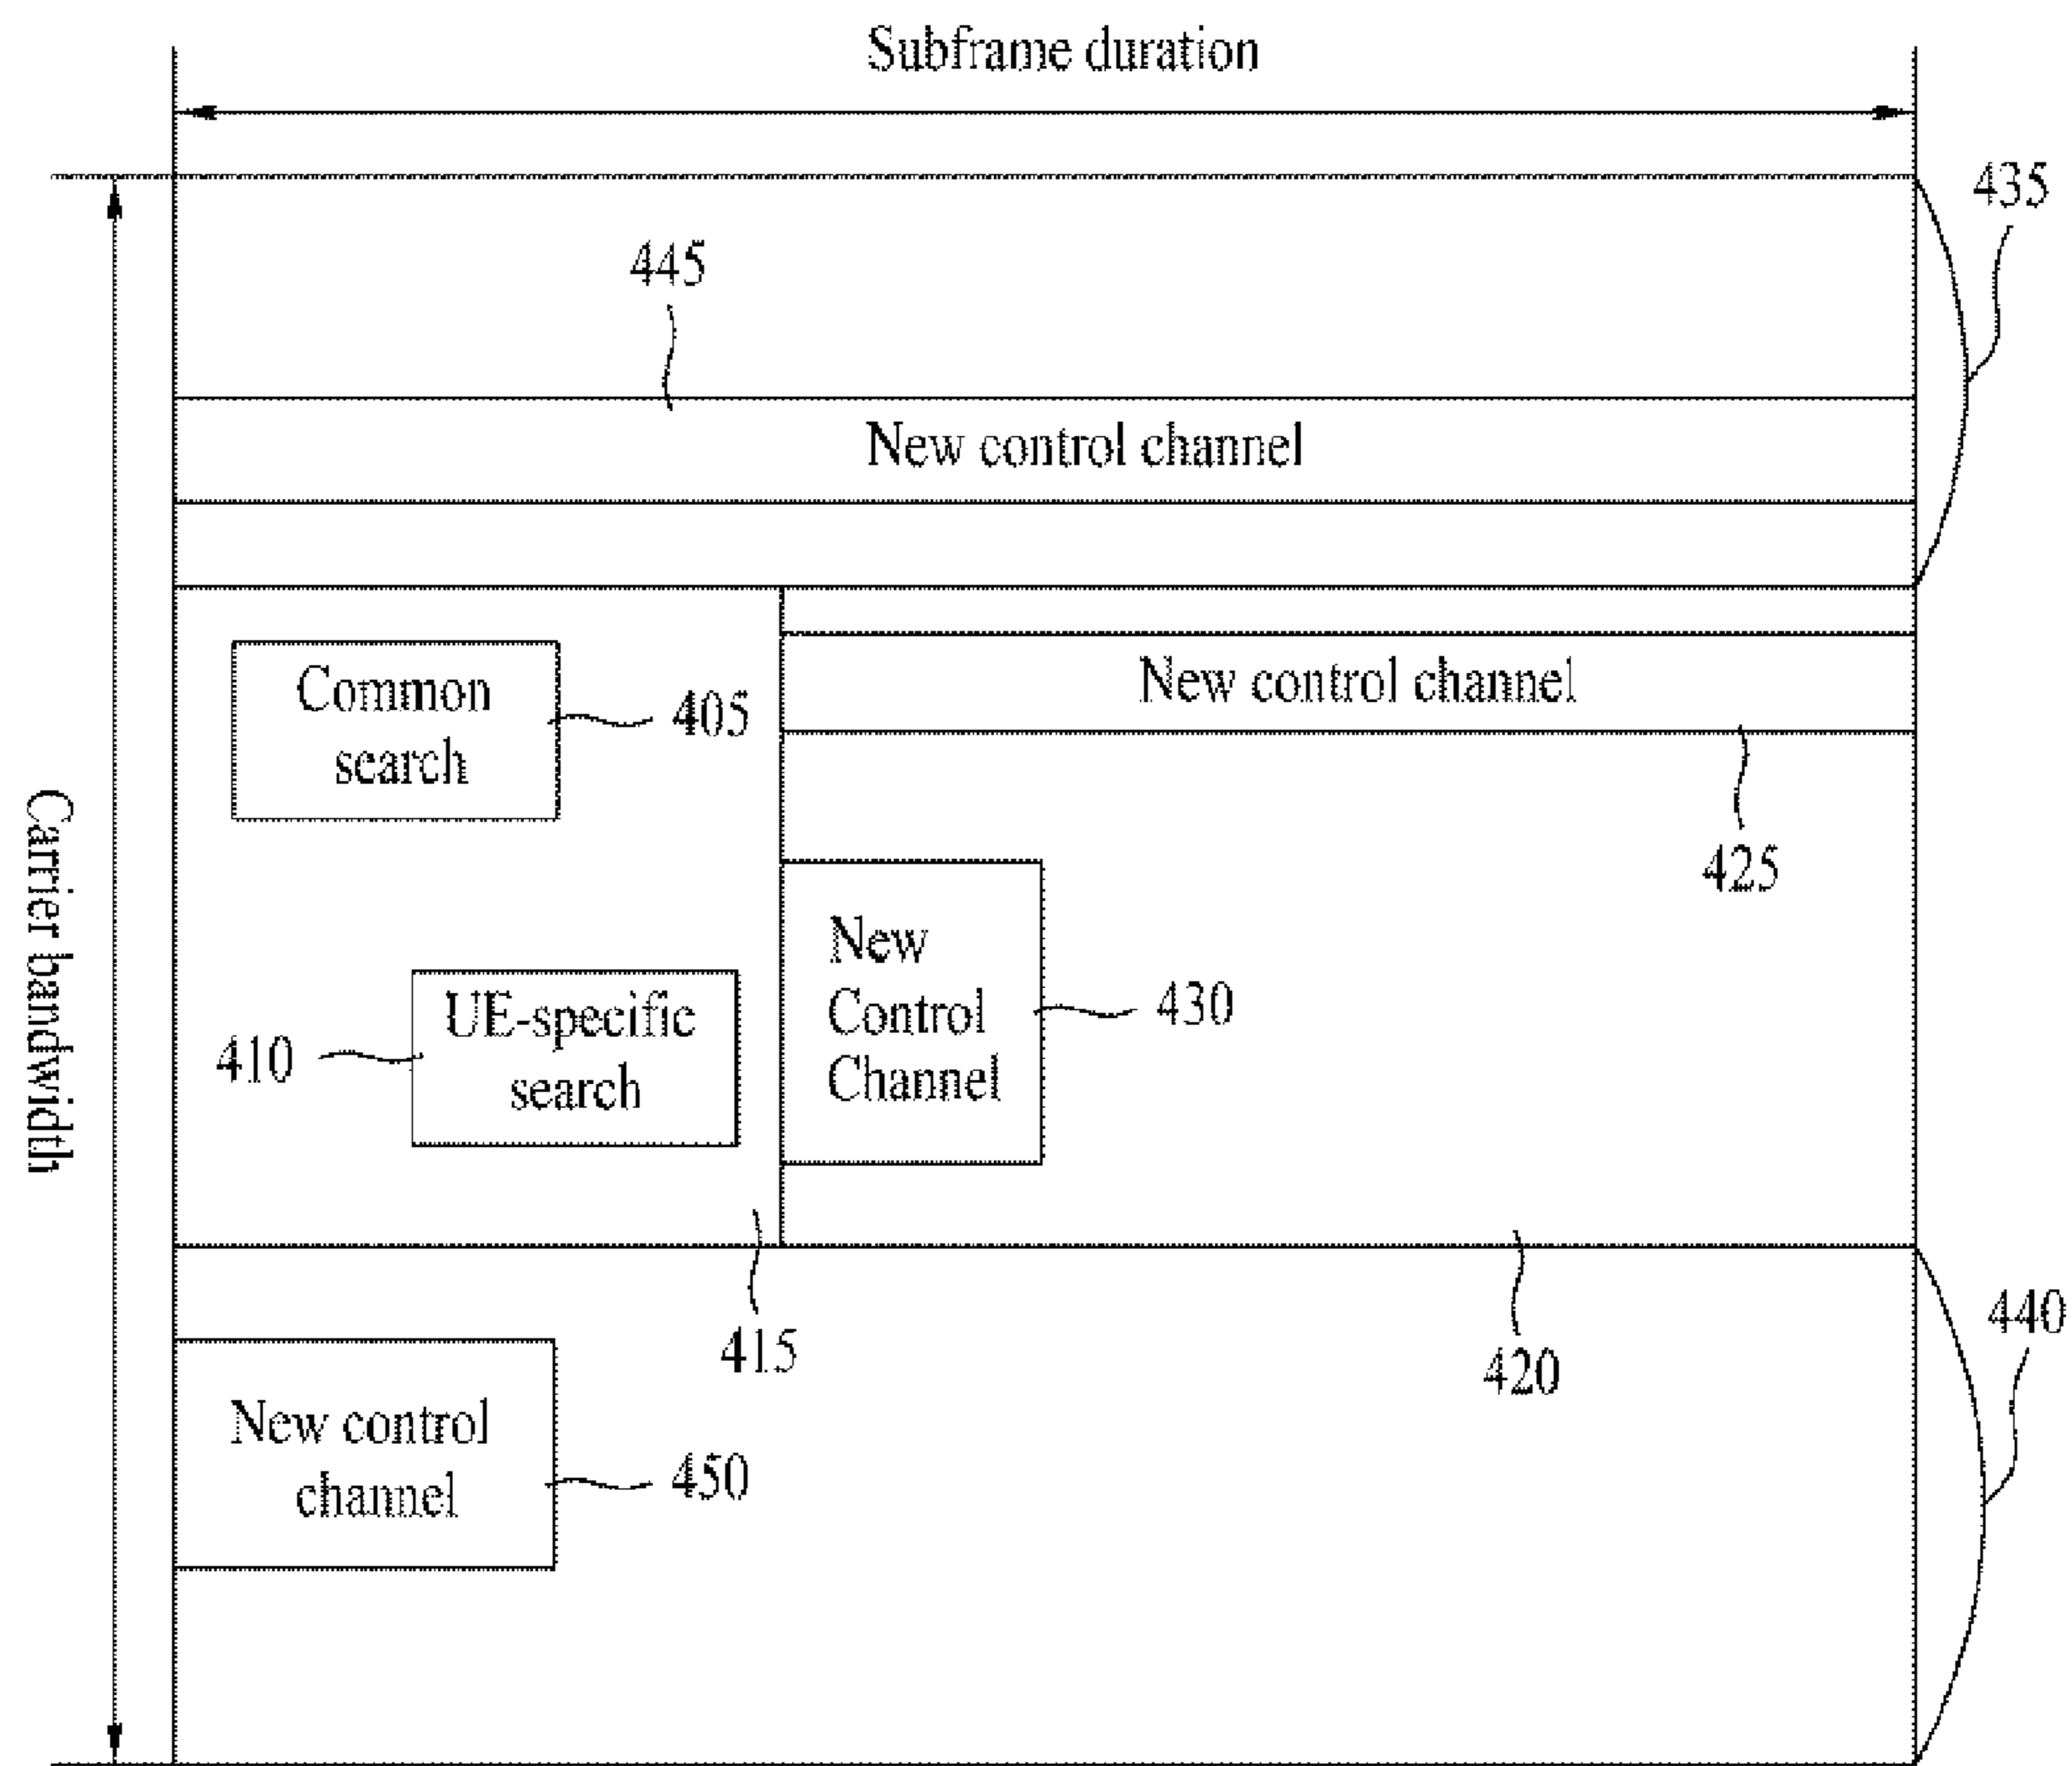 Subframe duration
435
445
New control channel
Common
search
405
New control channel
425
New
Control
Channel
430
UE-specific
search
410
Carrier bandwidth
415
420
440
New control
channel
450